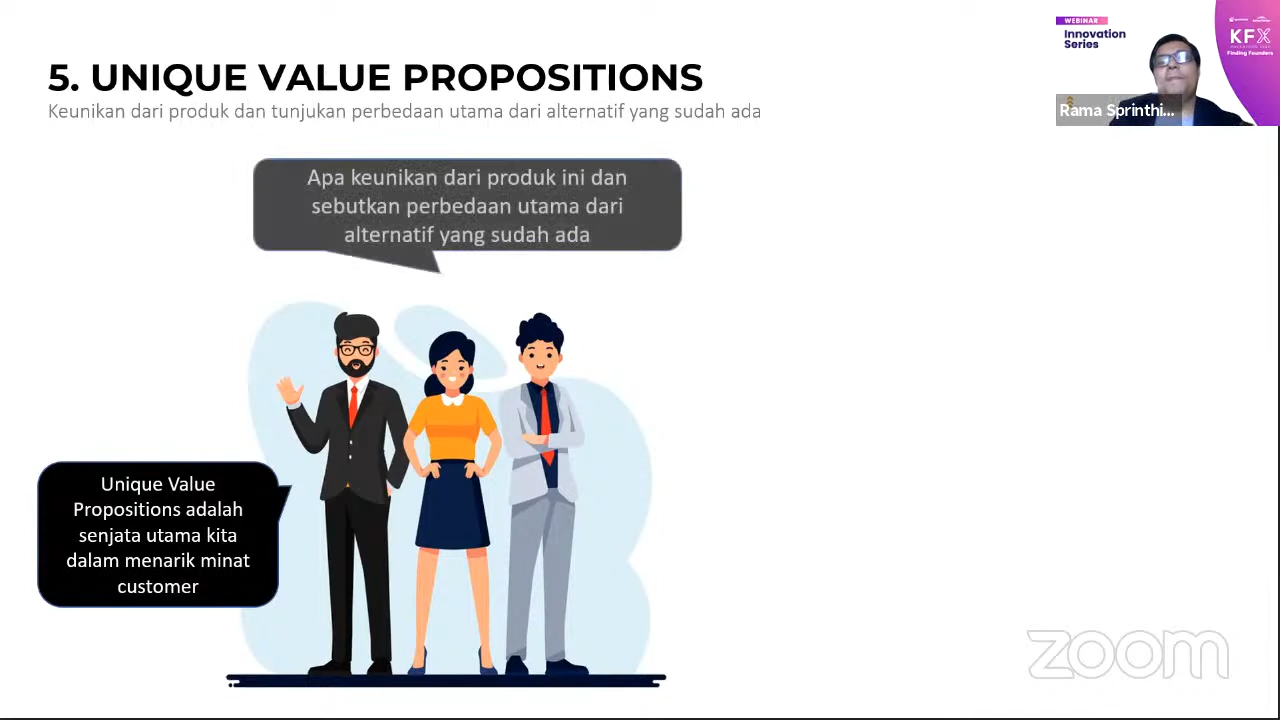 5. UNIQUE VALUE PROPOSITIONS
Keunikan dari produk dan tunjukan perbedaan utama dari alternatif yang sudah ada
WEBINAR
Innovation
Series
KFX
Finding Founders
Rama Sprinthi...
Apa keunikan dari produk ini dan
sebutkan perbedaan utama dari
alternatif yang sudah ada
Unique Value
Propositions adalah
senjata utama kita
dalam menarik minat
customer
zoom